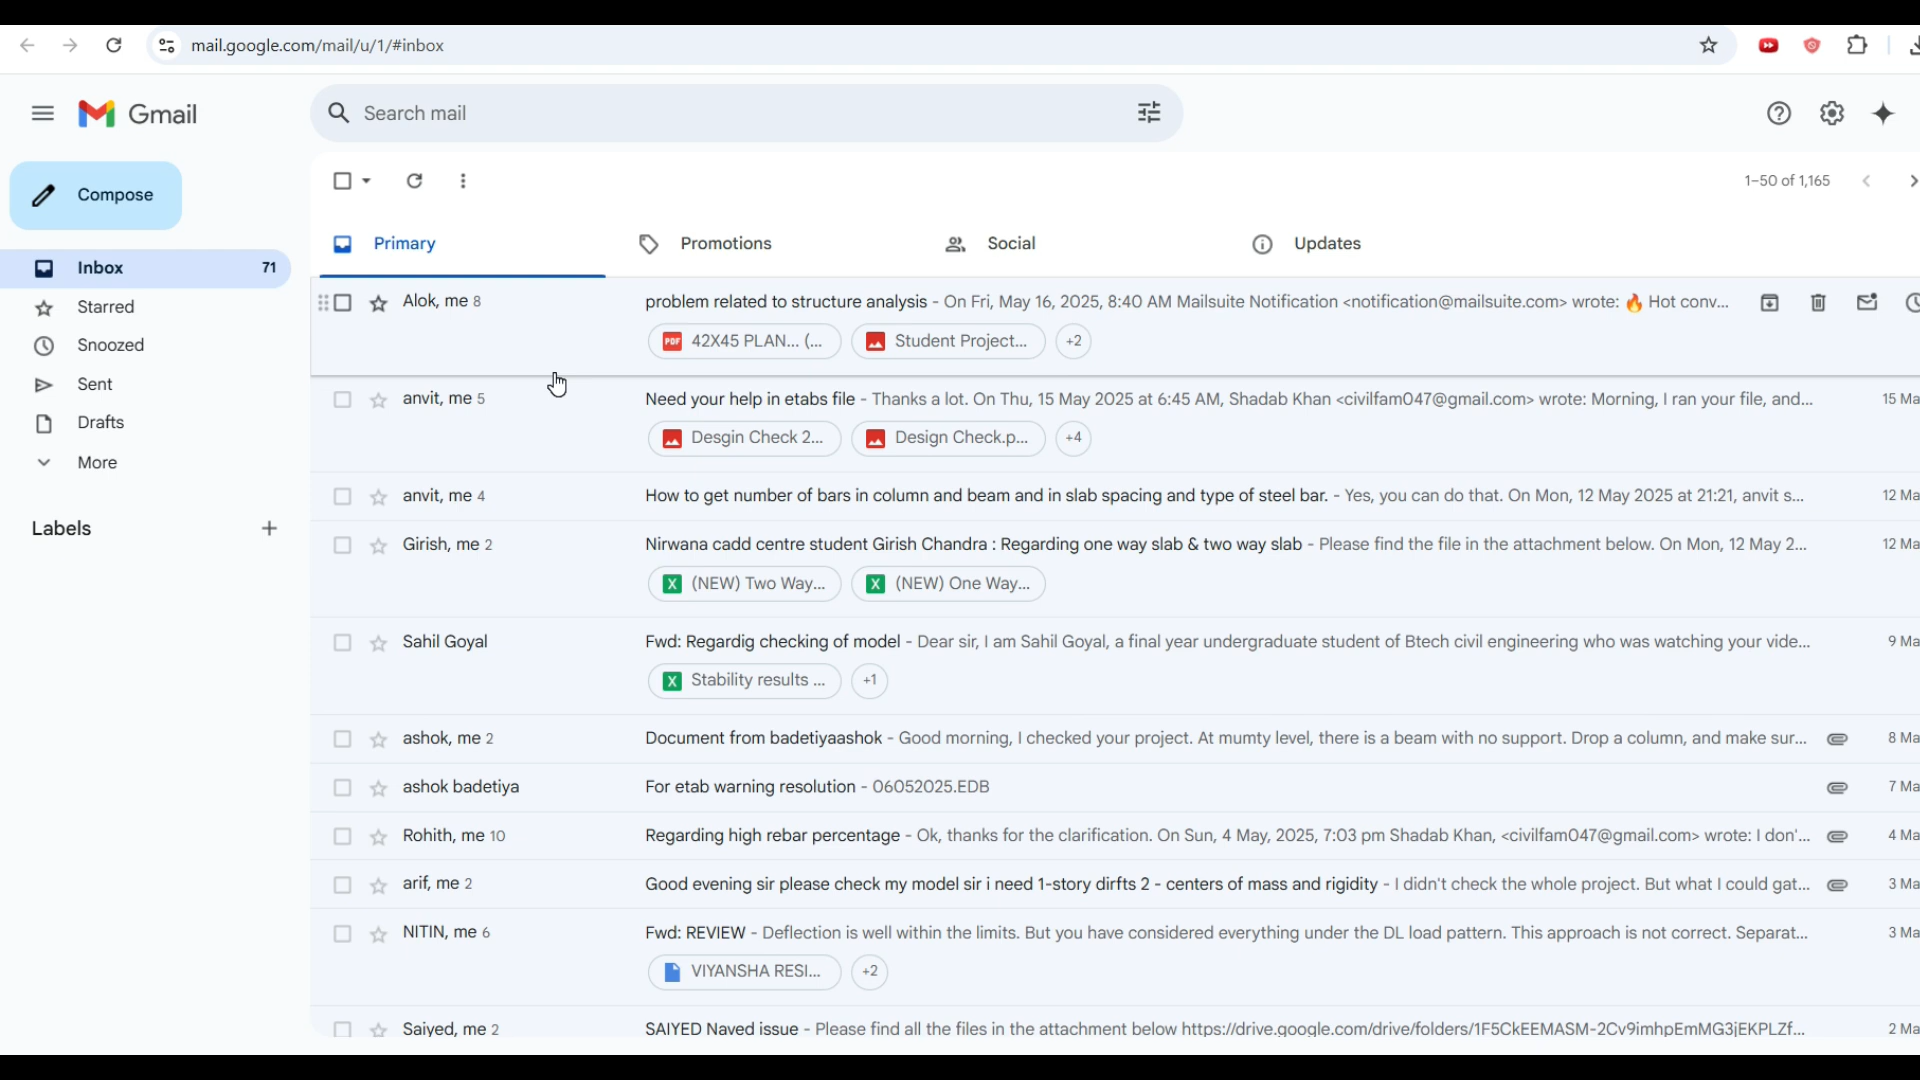 mail.google.com/mail/u/1/#inbox
Gmail
Search mail
Compose
1–50 of 1,165
Primary
Promotions
Social
Updates
Inbox 71
Starred
Snoozed
Sent
Drafts
More
Labels
Alok, me 8 problem related to structure analysis - On Fri, May 16, 2025, 8:40 AM Mailsuite Notification <notification@mailsuite.com> wrote: 🔥 Hot conv...
PDF 42X45 PLAN... (... Student Project... +2
anvit, me 5 Need your help in etabs file - Thanks a lot. On Thu, 15 May 2025 at 6:45 AM, Shadab Khan <civilfam047@gmail.com> wrote: Morning, I ran your file, and... 15 Ma
Desgin Check 2... Design Check.p... +4
anvit, me 4 How to get number of bars in column and beam and in slab spacing and type of steel bar. - Yes, you can do that. On Mon, 12 May 2025 at 21:21, anvit s... 12 Ma
Girish, me 2 Nirwana cadd centre student Girish Chandra : Regarding one way slab & two way slab - Please find the file in the attachment below. On Mon, 12 May 2... 12 Ma
X (NEW) Two Way... X (NEW) One Way...
Sahil Goyal Fwd: Regardig checking of model - Dear sir, I am Sahil Goyal, a final year undergraduate student of Btech civil engineering who was watching your vide... 9 Ma
X Stability results ... +1
ashok, me 2 Document from badetiyaashok - Good morning, I checked your project. At mumty level, there is a beam with no support. Drop a column, and make sur... 8 Ma
ashok badetiya For etab warning resolution - 06052025.EDB 7 Ma
Rohith, me 10 Regarding high rebar percentage - Ok, thanks for the clarification. On Sun, 4 May, 2025, 7:03 pm Shadab Khan, <civilfam047@gmail.com> wrote: I don'... 4 Ma
arif, me 2 Good evening sir please check my model sir i need 1-story dirfts 2 - centers of mass and rigidity - I didn't check the whole project. But what I could gat... 3 Ma
NITIN, me 6 Fwd: REVIEW - Deflection is well within the limits. But you have considered everything under the DL load pattern. This approach is not correct. Separat... 3 Ma
VIYANSHA RESI... +2
Saiyed, me 2 SAIYED Naved issue - Please find all the files in the attachment below https://drive.google.com/drive/folders/1F5CkEEMASM-2Cv9imhpEmMG3jEKPLZf... 2 Ma